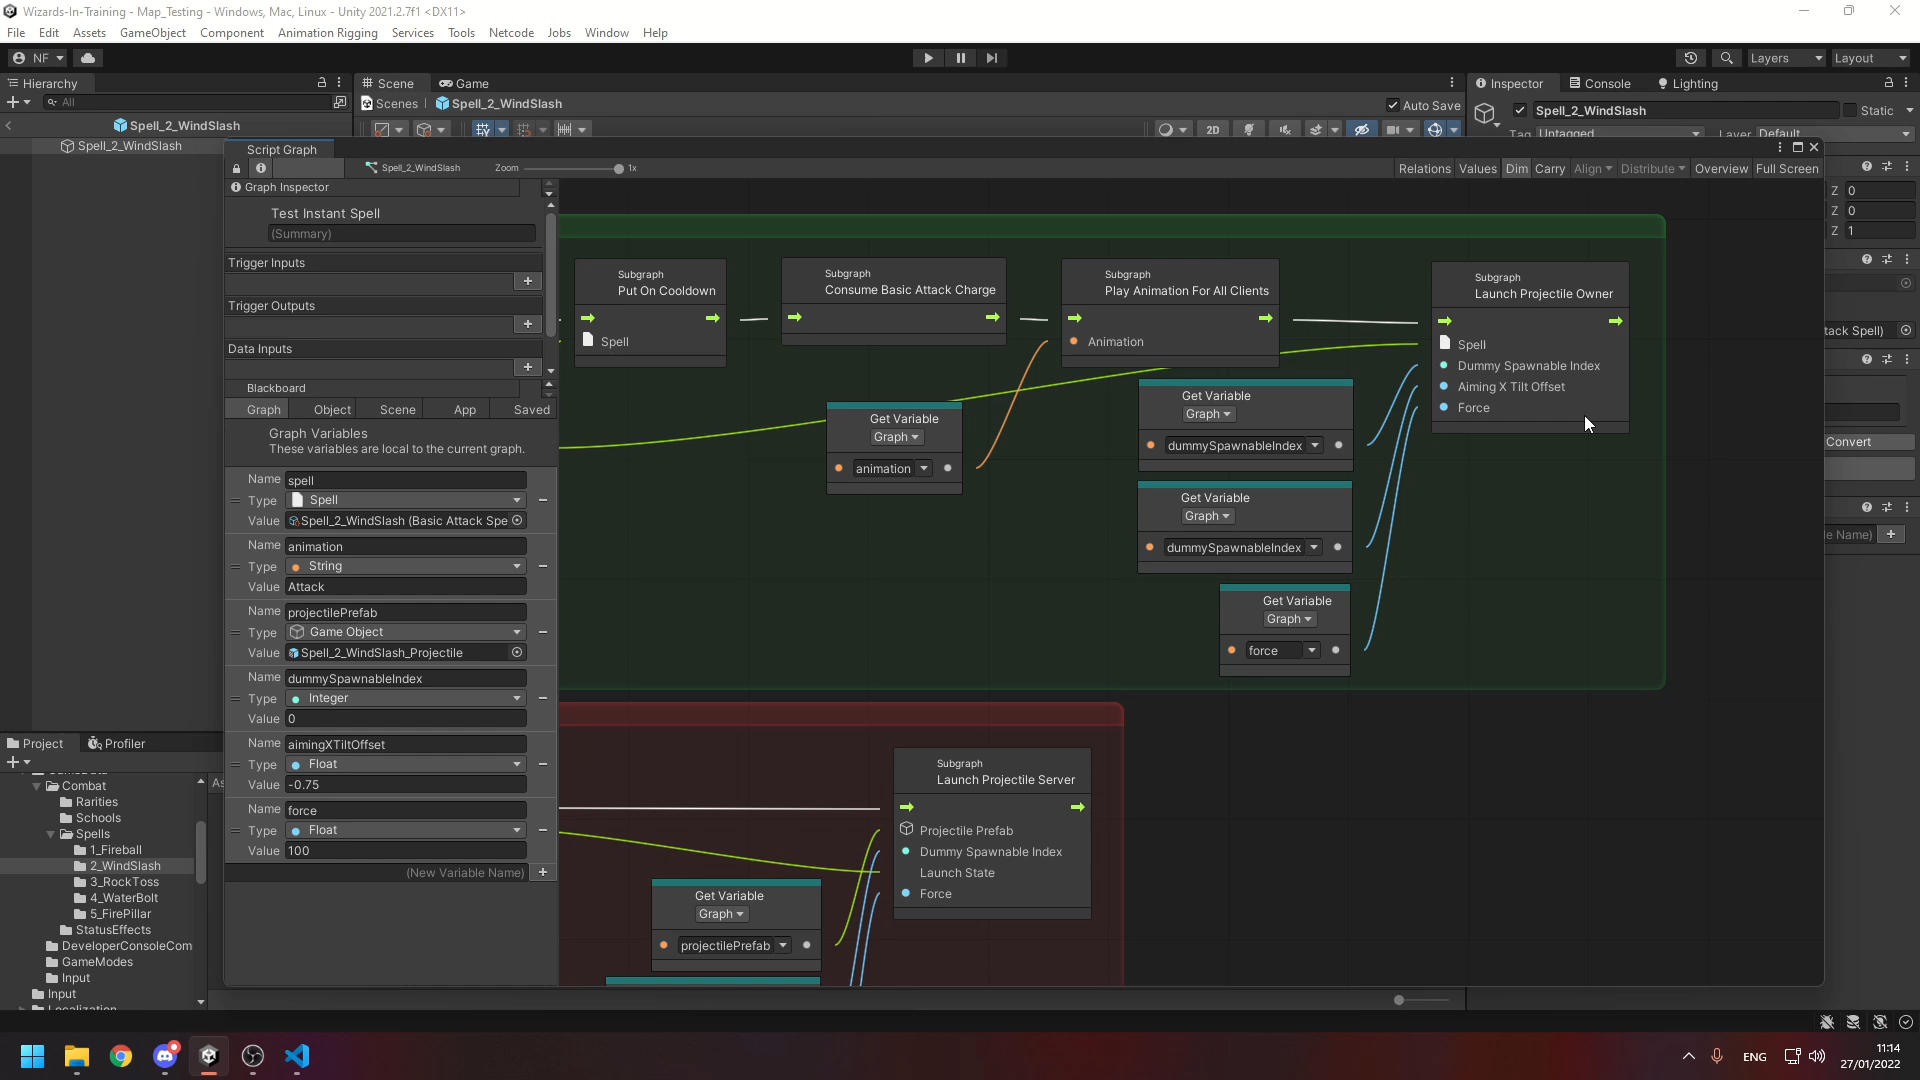 Wizards-In-Training - Map_Testing - Windows, Mac, Linux - Unity 2021.2.7f1 <DX11>
File Edit Assets GameObject Component Animation Rigging Services Tools Netcode Jobs Window Help
NF Layers Layout
Hierarchy Scene Game Inspector Console Lighting
All Scenes Spell_2_WindSlash Auto Save Spell_2_WindSlash Static
Spell_2_WindSlash 2D Tag Untagged Layer Default
Spell_2_WindSlash
Script Graph
Spell_2_WindSlash Zoom 1x Relations Values Dim Carry Align Distribute Overview Full Screen
Graph Inspector
Z 0
Z 0
Z 1
Test Instant Spell
(Summary)
Trigger Inputs
Trigger Outputs
Data Inputs
Blackboard
Graph Object Scene App Saved
Graph Variables
These variables are local to the current graph.
Name spell
Type Spell
Value Spell_2_WindSlash (Basic Attack Spe
Name animation
Type String
Value Attack
Name projectilePrefab
Type Game Object
Value Spell_2_WindSlash_Projectile
Name dummySpawnableIndex
Type Integer
Value 0
Name aimingXTiltOffset
Type Float
Value -0.75
Name force
Type Float
Value 100
(New Variable Name)
Subgraph
Put On Cooldown
Spell
Subgraph
Consume Basic Attack Charge
Subgraph
Play Animation For All Clients
Animation
Subgraph
Launch Projectile Owner
Spell
Dummy Spawnable Index
Aiming X Tilt Offset
Force
Get Variable
Graph
animation
Get Variable
Graph
dummySpawnableIndex
Get Variable
Graph
dummySpawnableIndex
Get Variable
Graph
force
Subgraph
Launch Projectile Server
Projectile Prefab
Dummy Spawnable Index
Launch State
Force
Get Variable
Graph
projectilePrefab
tack Spell)
Convert
le Name)
Project Profiler
Combat
Rarities
Schools
Spells
1_Fireball
2_WindSlash
3_RockToss
4_WaterBolt
5_FirePillar
StatusEffects
DeveloperConsoleCom
GameModes
Input
Input
Localization
As
ENG
11:14
27/01/2022